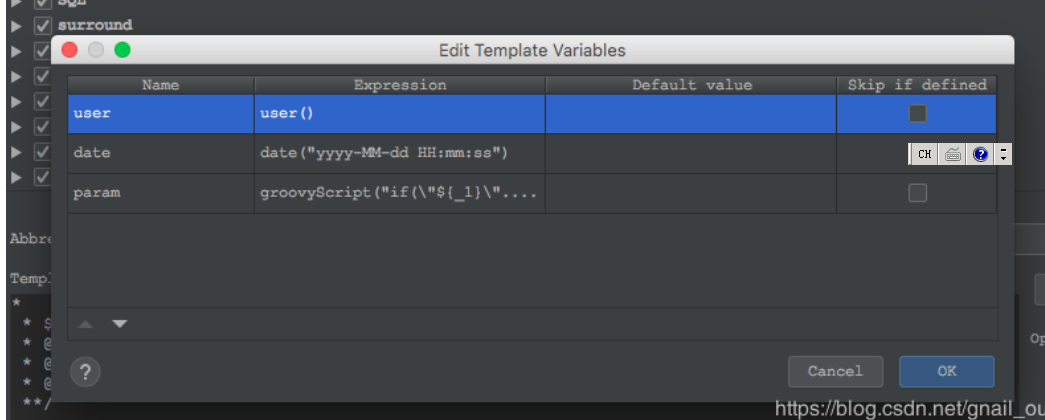 SQL
surround
Edit Template Variables
Name Expression Default value Skip if defined
user user()
date date("yyyy-MM-dd HH:mm:ss")
CH ?
param groovyScript("if(\"${_1}\"....
Abbre
Templ
*
* $
* @
* @
* @
**/
Op
? Cancel OK
https://blog.csdn.net/gnail_ou